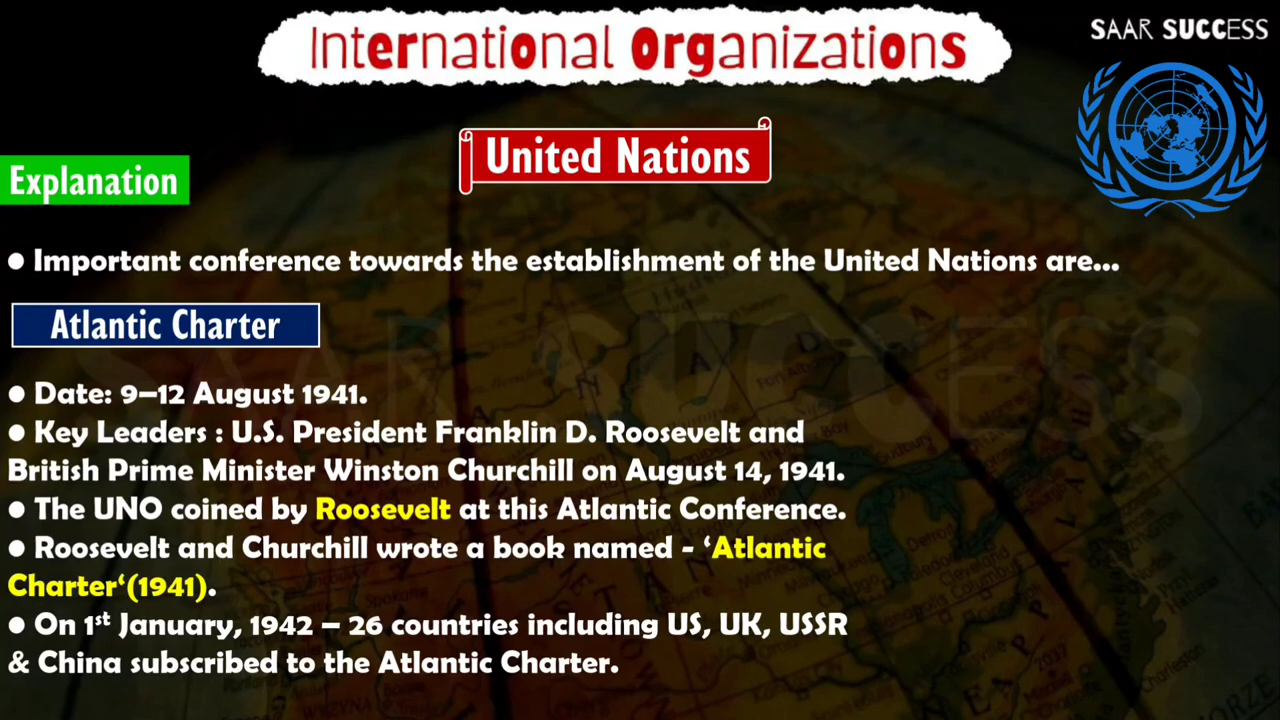 International Organizations
SAAR SUCCESS
United Nations
Explanation
● Important conference towards the establishment of the United Nations are...
Atlantic Charter
● Date: 9–12 August 1941.
● Key Leaders : U.S. President Franklin D. Roosevelt and
British Prime Minister Winston Churchill on August 14, 1941.
● The UNO coined by Roosevelt at this Atlantic Conference.
● Roosevelt and Churchill wrote a book named - ‘Atlantic
Charter‘(1941).
● On 1st January, 1942 – 26 countries including US, UK, USSR
& China subscribed to the Atlantic Charter.
SAAR SUCCESS